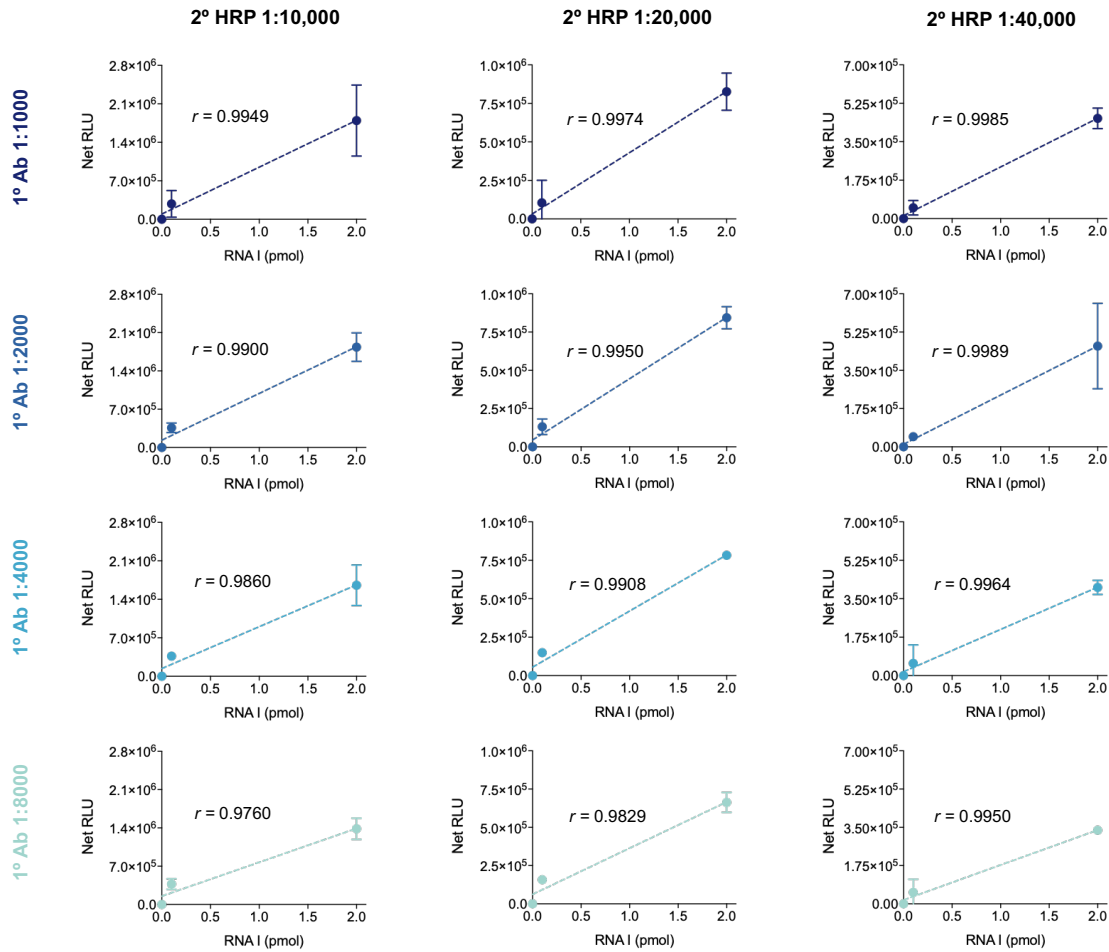 2º HRP 1:10,000
2º HRP 1:20,000
2º HRP 1:40,000
1º Ab 1:1000
Net RLU
2.8×10⁶
2.1×10⁶
1.4×10⁶
7.0×10⁵
0.0
r = 0.9949
0.0 0.5 1.0 1.5 2.0
RNA I (pmol)
Net RLU
1.0×10⁶
7.5×10⁵
5.0×10⁵
2.5×10⁵
0.0
r = 0.9974
0.0 0.5 1.0 1.5 2.0
RNA I (pmol)
Net RLU
7.00×10⁵
5.25×10⁵
3.50×10⁵
1.75×10⁵
0.00
r = 0.9985
0.0 0.5 1.0 1.5 2.0
RNA I (pmol)
1º Ab 1:2000
Net RLU
2.8×10⁶
2.1×10⁶
1.4×10⁶
7.0×10⁵
0.0
r = 0.9900
0.0 0.5 1.0 1.5 2.0
RNA I (pmol)
Net RLU
1.0×10⁶
7.5×10⁵
5.0×10⁵
2.5×10⁵
0.0
r = 0.9950
0.0 0.5 1.0 1.5 2.0
RNA I (pmol)
Net RLU
7.00×10⁵
5.25×10⁵
3.50×10⁵
1.75×10⁵
0.00
r = 0.9989
0.0 0.5 1.0 1.5 2.0
RNA I (pmol)
1º Ab 1:4000
Net RLU
2.8×10⁶
2.1×10⁶
1.4×10⁶
7.0×10⁵
0.0
r = 0.9860
0.0 0.5 1.0 1.5 2.0
RNA I (pmol)
Net RLU
1.0×10⁶
7.5×10⁵
5.0×10⁵
2.5×10⁵
0.0
r = 0.9908
0.0 0.5 1.0 1.5 2.0
RNA I (pmol)
Net RLU
7.00×10⁵
5.25×10⁵
3.50×10⁵
1.75×10⁵
0.00
r = 0.9964
0.0 0.5 1.0 1.5 2.0
RNA I (pmol)
1º Ab 1:8000
Net RLU
2.8×10⁶
2.1×10⁶
1.4×10⁶
7.0×10⁵
0.0
r = 0.9760
0.0 0.5 1.0 1.5 2.0
RNA I (pmol)
Net RLU
1.0×10⁶
7.5×10⁵
5.0×10⁵
2.5×10⁵
0.0
r = 0.9829
0.0 0.5 1.0 1.5 2.0
RNA I (pmol)
Net RLU
7.00×10⁵
5.25×10⁵
3.50×10⁵
1.75×10⁵
0.00
r = 0.9950
0.0 0.5 1.0 1.5 2.0
RNA I (pmol)